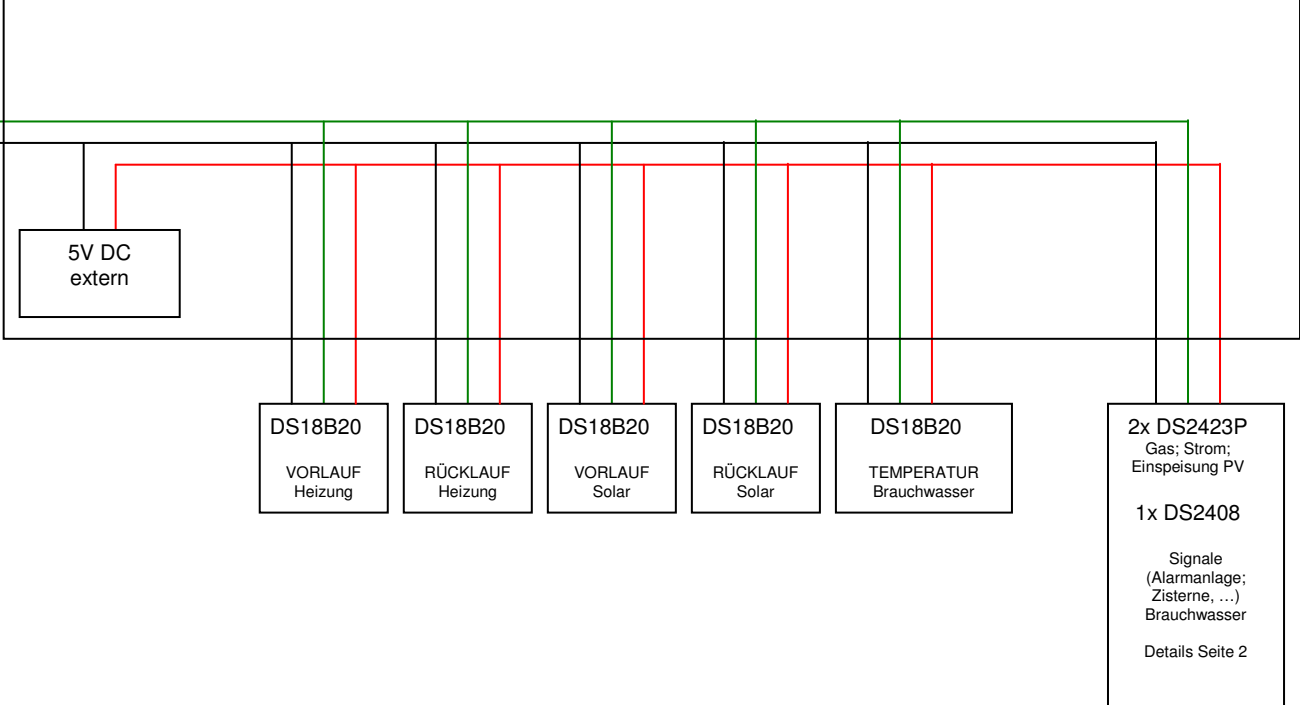 5V DC
extern
DS18B20
VORLAUF
Heizung
DS18B20
RÜCKLAUF
Heizung
DS18B20
VORLAUF
Solar
DS18B20
RÜCKLAUF
Solar
DS18B20
TEMPERATUR
Brauchwasser
2x DS2423P
Gas; Strom;
Einspeisung PV
1x DS2408
Signale
(Alarmanlage;
Zisterne, …)
Brauchwasser
Details Seite 2